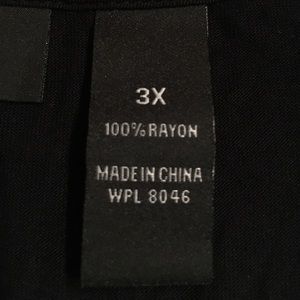 3X
100% RAYON
MADE IN CHINA
WPL 8046